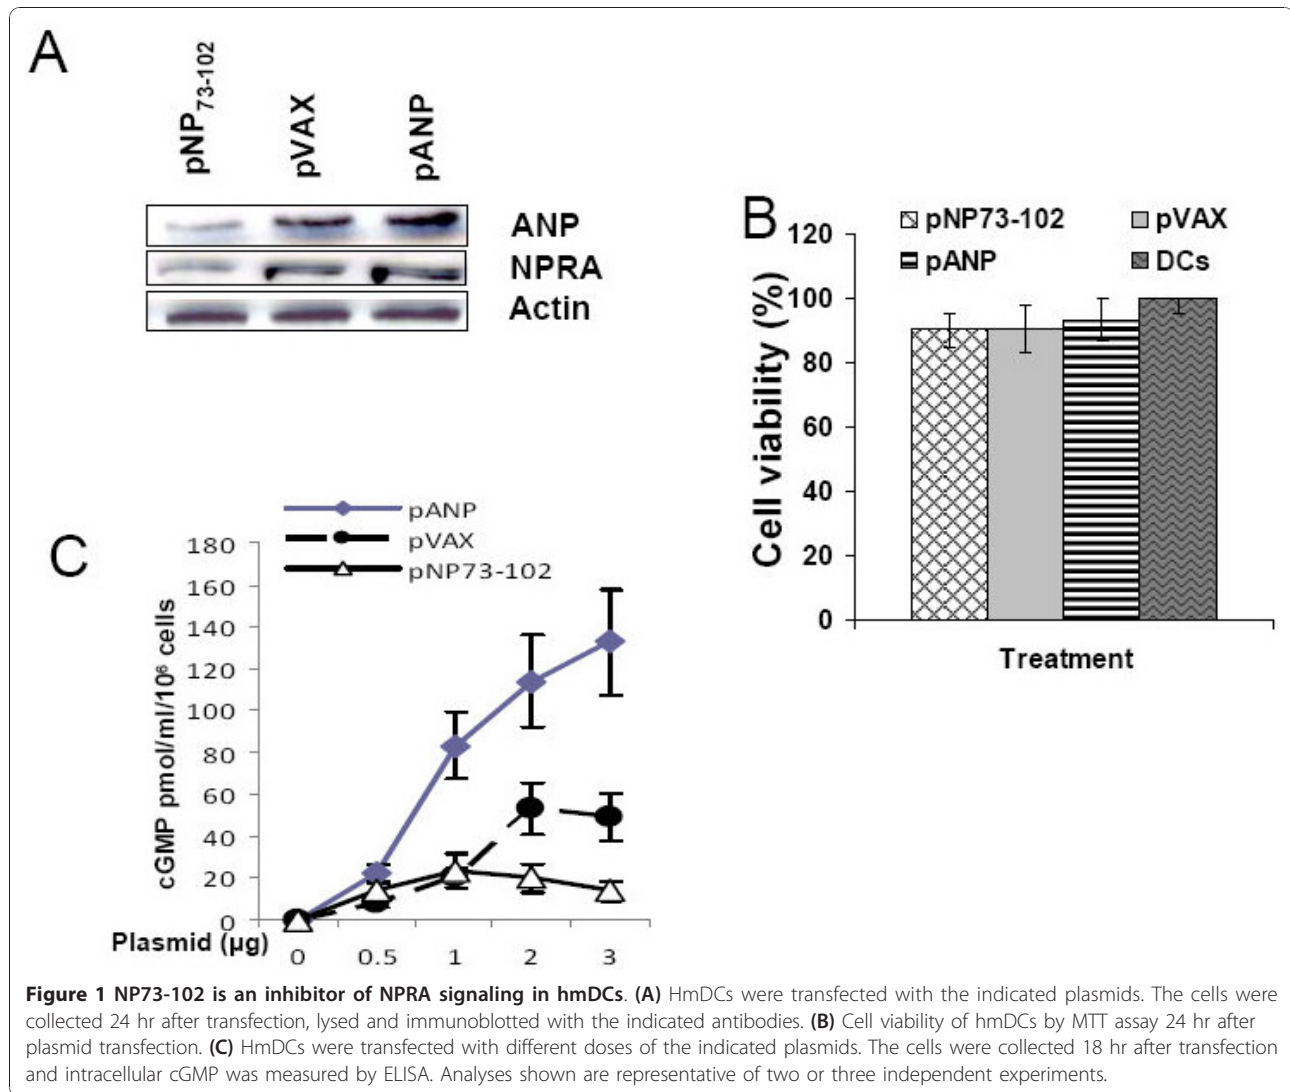 A
pNP73-102
pVAX
pANP
ANP
NPRA
Actin
B
pNP73-102
pVAX
pANP
DCs
Cell viability (%)
120
100
80
60
40
20
0
Treatment
C
pANP
pVAX
pNP73-102
cGMP pmol/ml/10⁶ cells
180
160
140
120
100
80
60
40
20
0
Plasmid (µg)
0 0.5 1 2 3
Figure 1 NP73-102 is an inhibitor of NPRA signaling in hmDCs. (A) HmDCs were transfected with the indicated plasmids. The cells were
collected 24 hr after transfection, lysed and immunoblotted with the indicated antibodies. (B) Cell viability of hmDCs by MTT assay 24 hr after
plasmid transfection. (C) HmDCs were transfected with different doses of the indicated plasmids. The cells were collected 18 hr after transfection
and intracellular cGMP was measured by ELISA. Analyses shown are representative of two or three independent experiments.